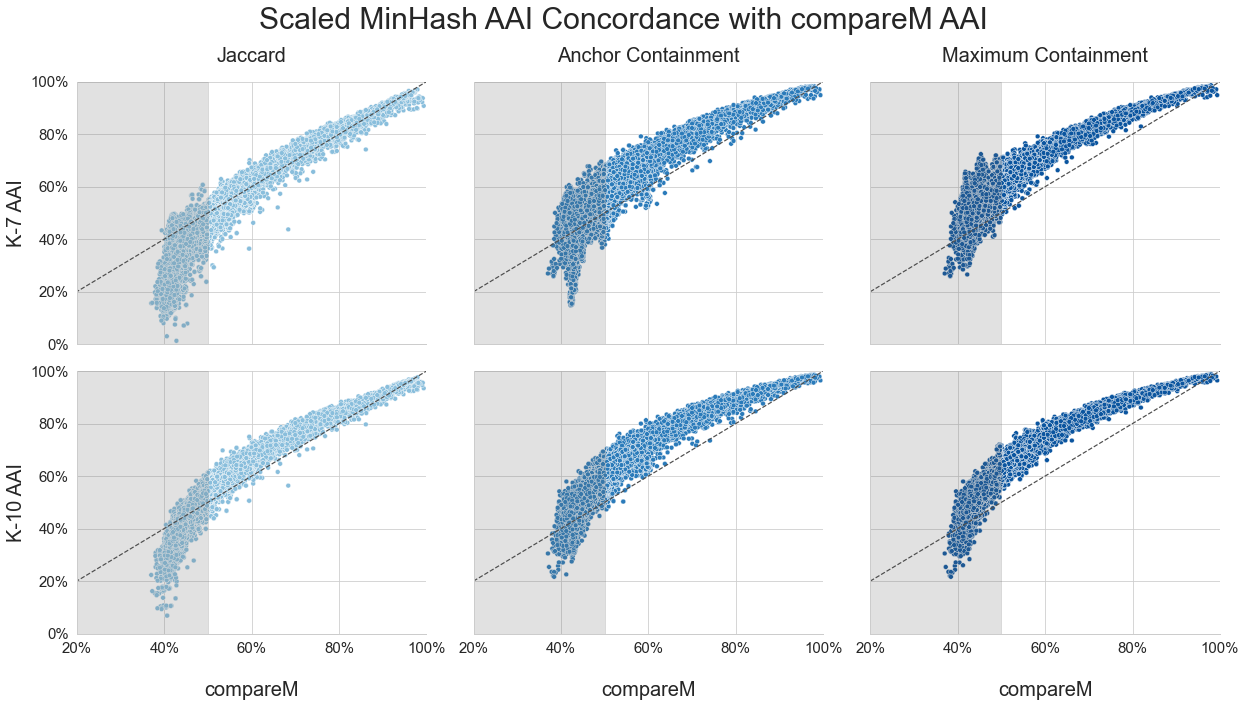 Scaled MinHash AAI Concordance with compareM AAI
Jaccard Anchor Containment Maximum Containment
K-7 AAI
100%
80%
60%
40%
20%
0%
K-10 AAI
100%
80%
60%
40%
20%
0%
20% 40% 60% 80% 100% 20% 40% 60% 80% 100% 20% 40% 60% 80% 100%
compareM compareM compareM